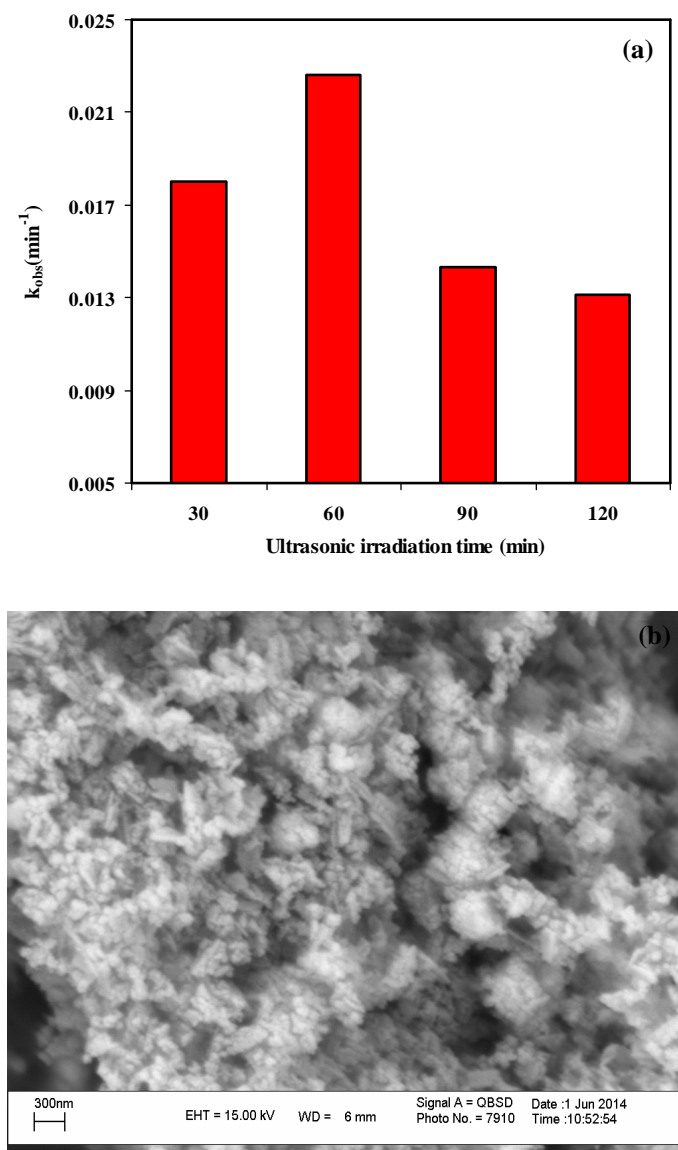 0.025
(a)
0.021
0.017
0.013
0.009
0.005
k_obs(min^-1)
30 60 90 120
Ultrasonic irradiation time (min)
(b)
300nm
EHT = 15.00 kV WD = 6 mm
Signal A = QBSD Date :1 Jun 2014
Photo No. = 7910 Time :10:52:54